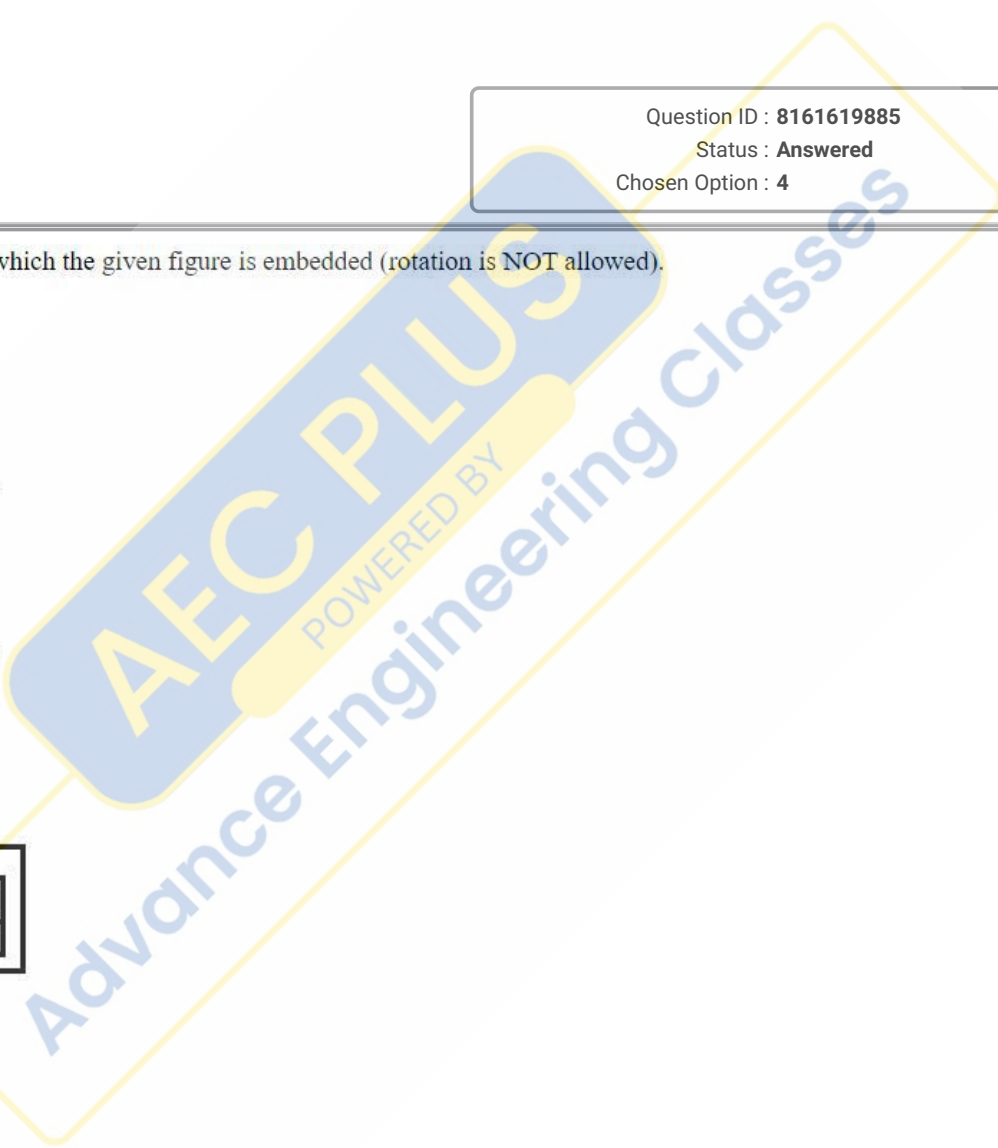 Question ID : 8161619885
Status : Answered
Chosen Option : 4
which the given figure is embedded (rotation is NOT allowed).
AEC PLUS
POWERED BY
Advance Engineering Classes